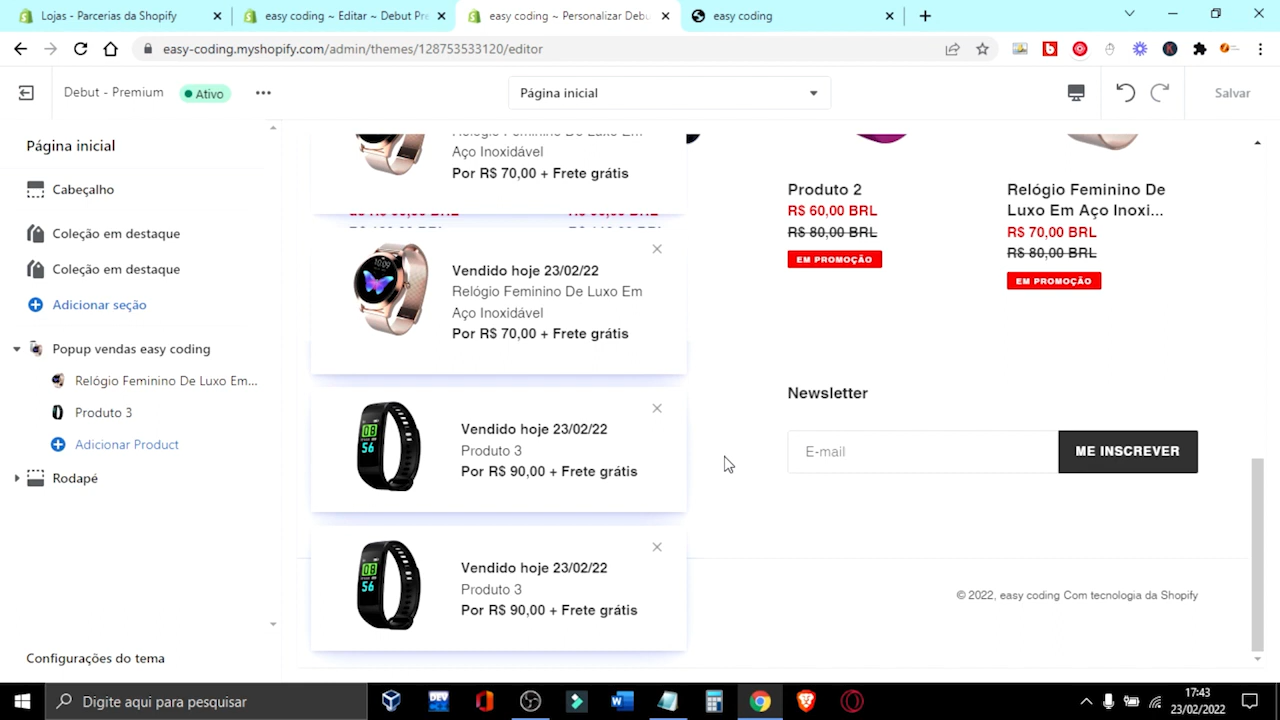 Lojas - Parcerias da Shopify
easy coding ~ Editar ~ Debut Pre
easy coding ~ Personalizar Debu
easy coding
easy-coding.myshopify.com/admin/themes/128753533120/editor
Debut - Premium
Ativo
Página inicial
Salvar
Página inicial
Cabeçalho
Coleção em destaque
Coleção em destaque
Adicionar seção
Popup vendas easy coding
Relógio Feminino De Luxo Em...
Produto 3
Adicionar Product
Rodapé
Configurações do tema
Relógio Feminino De Luxo Em
Aço Inoxidável
Por R$ 70,00 + Frete grátis
Vendido hoje 23/02/22
Relógio Feminino De Luxo Em
Aço Inoxidável
Por R$ 70,00 + Frete grátis
Vendido hoje 23/02/22
Produto 3
Por R$ 90,00 + Frete grátis
Vendido hoje 23/02/22
Produto 3
Por R$ 90,00 + Frete grátis
Produto 2
R$ 60,00 BRL
R$ 80,00 BRL
EM PROMOÇÃO
Relógio Feminino De
Luxo Em Aço Inoxi...
R$ 70,00 BRL
R$ 80,00 BRL
EM PROMOÇÃO
Newsletter
E-mail
ME INSCREVER
© 2022, easy coding Com tecnologia da Shopify
Digite aqui para pesquisar
17:43
23/02/2022